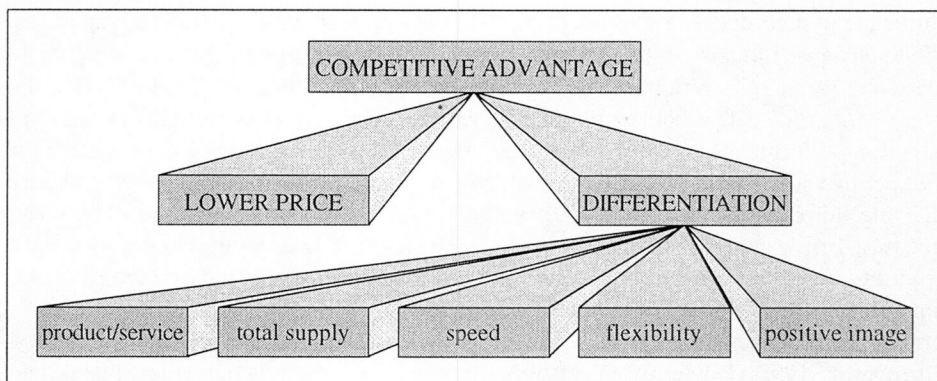 COMPETITIVE ADVANTAGE
LOWER PRICE
DIFFERENTIATION
product/service
total supply
speed
flexibility
positive image